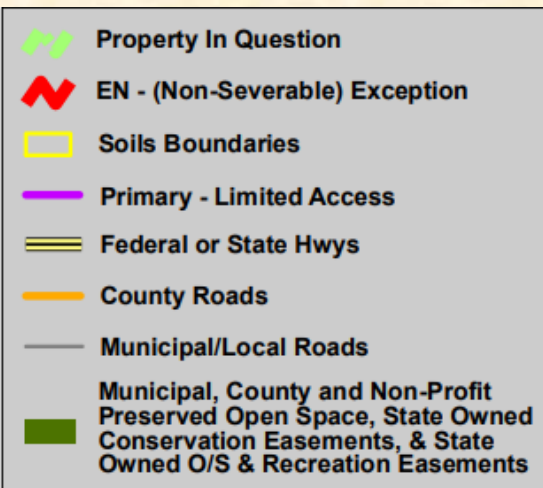 Property In Question
EN - (Non-Severable) Exception
Soils Boundaries
Primary - Limited Access
Federal or State Hwys
County Roads
Municipal/Local Roads
Municipal, County and Non-Profit
Preserved Open Space, State Owned
Conservation Easements, & State
Owned O/S & Recreation Easements